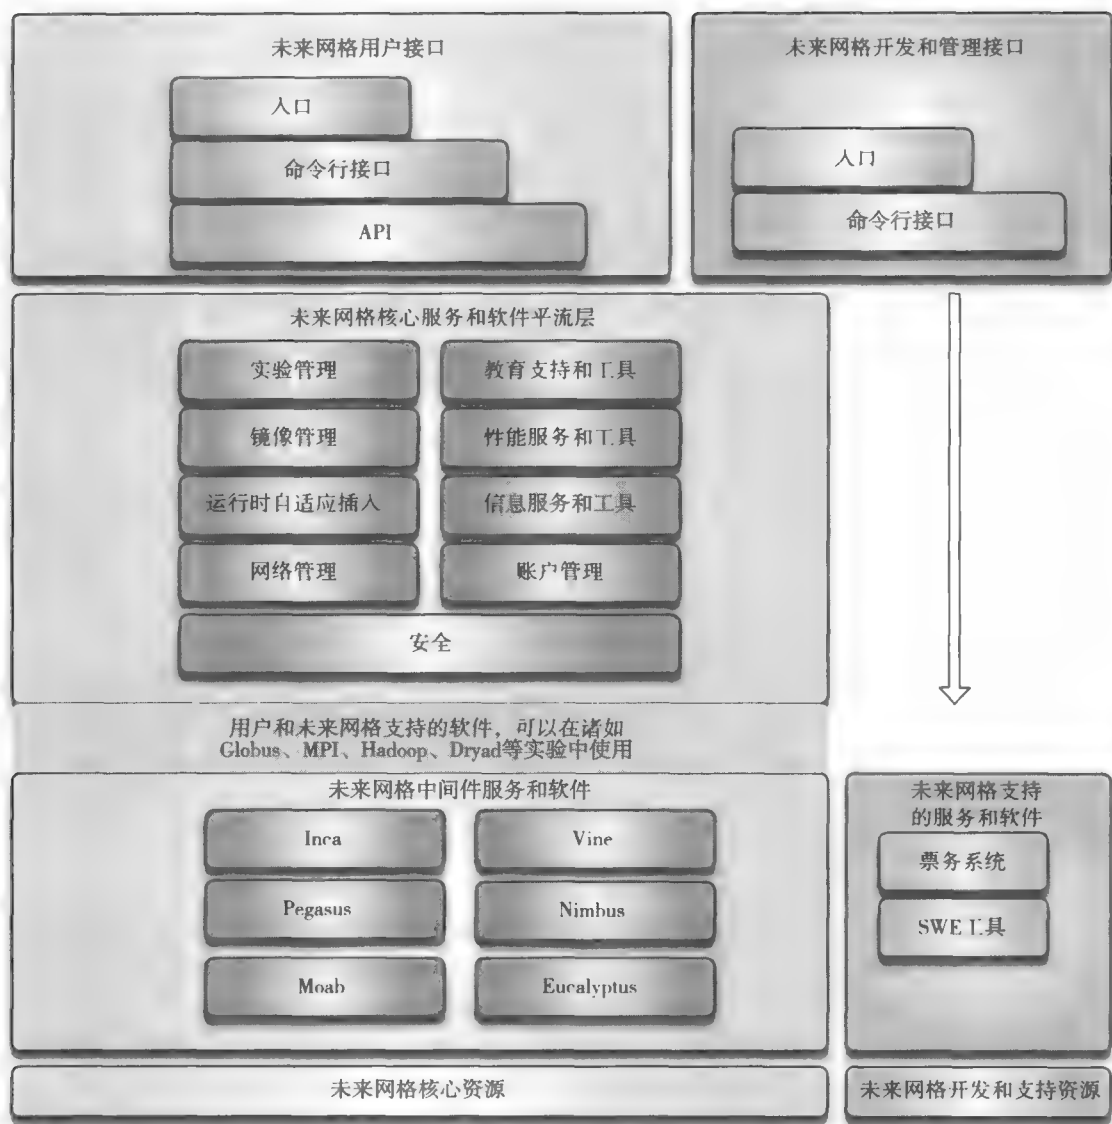 未来网格用户接口
入口
命令行接口
API
未来网格开发和管理接口
入口
命令行接口
未来网格核心服务和软件平流层
实验管理
教育支持和工具
镜像管理
性能服务和工具
运行时自适应插入
信息服务和工具
网络管理
账户管理
安全
用户和未来网格支持的软件，可以在诸如
Globus、MPI、Hadoop、Dryad等实验中使用
未来网格中间件服务和软件
Inca
Vine
Pegasus
Nimbus
Moab
Eucalyptus
未来网格支持
的服务和软件
票务系统
SWE工具
未来网格核心资源
未来网格开发和支持资源